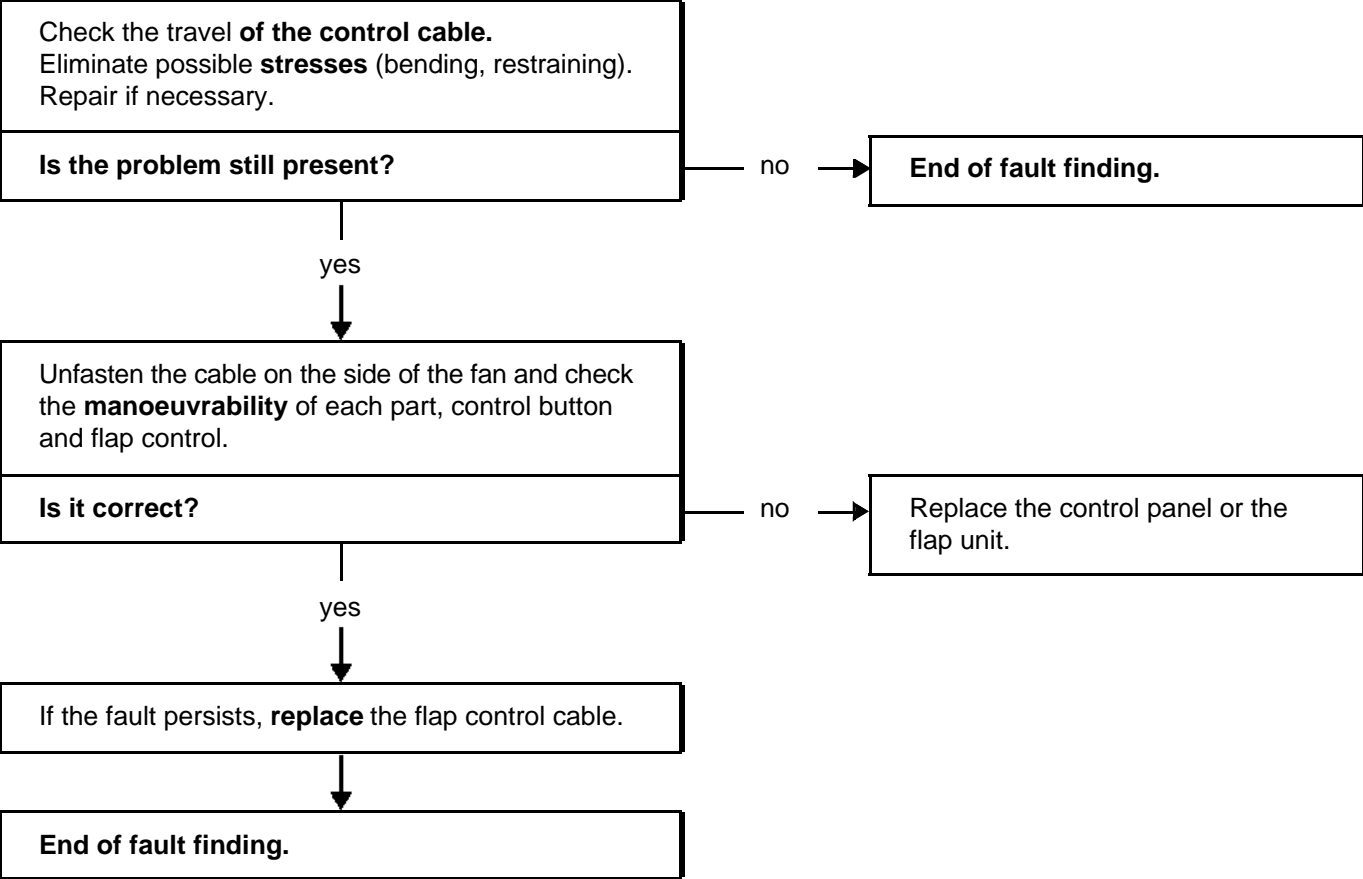 Check the travel of the control cable.
Eliminate possible stresses (bending, restraining).
Repair if necessary.
Is the problem still present?
no
End of fault finding.
yes
Unfasten the cable on the side of the fan and check
the manoeuvrability of each part, control button
and flap control.
Is it correct?
no
Replace the control panel or the
flap unit.
yes
If the fault persists, replace the flap control cable.
End of fault finding.